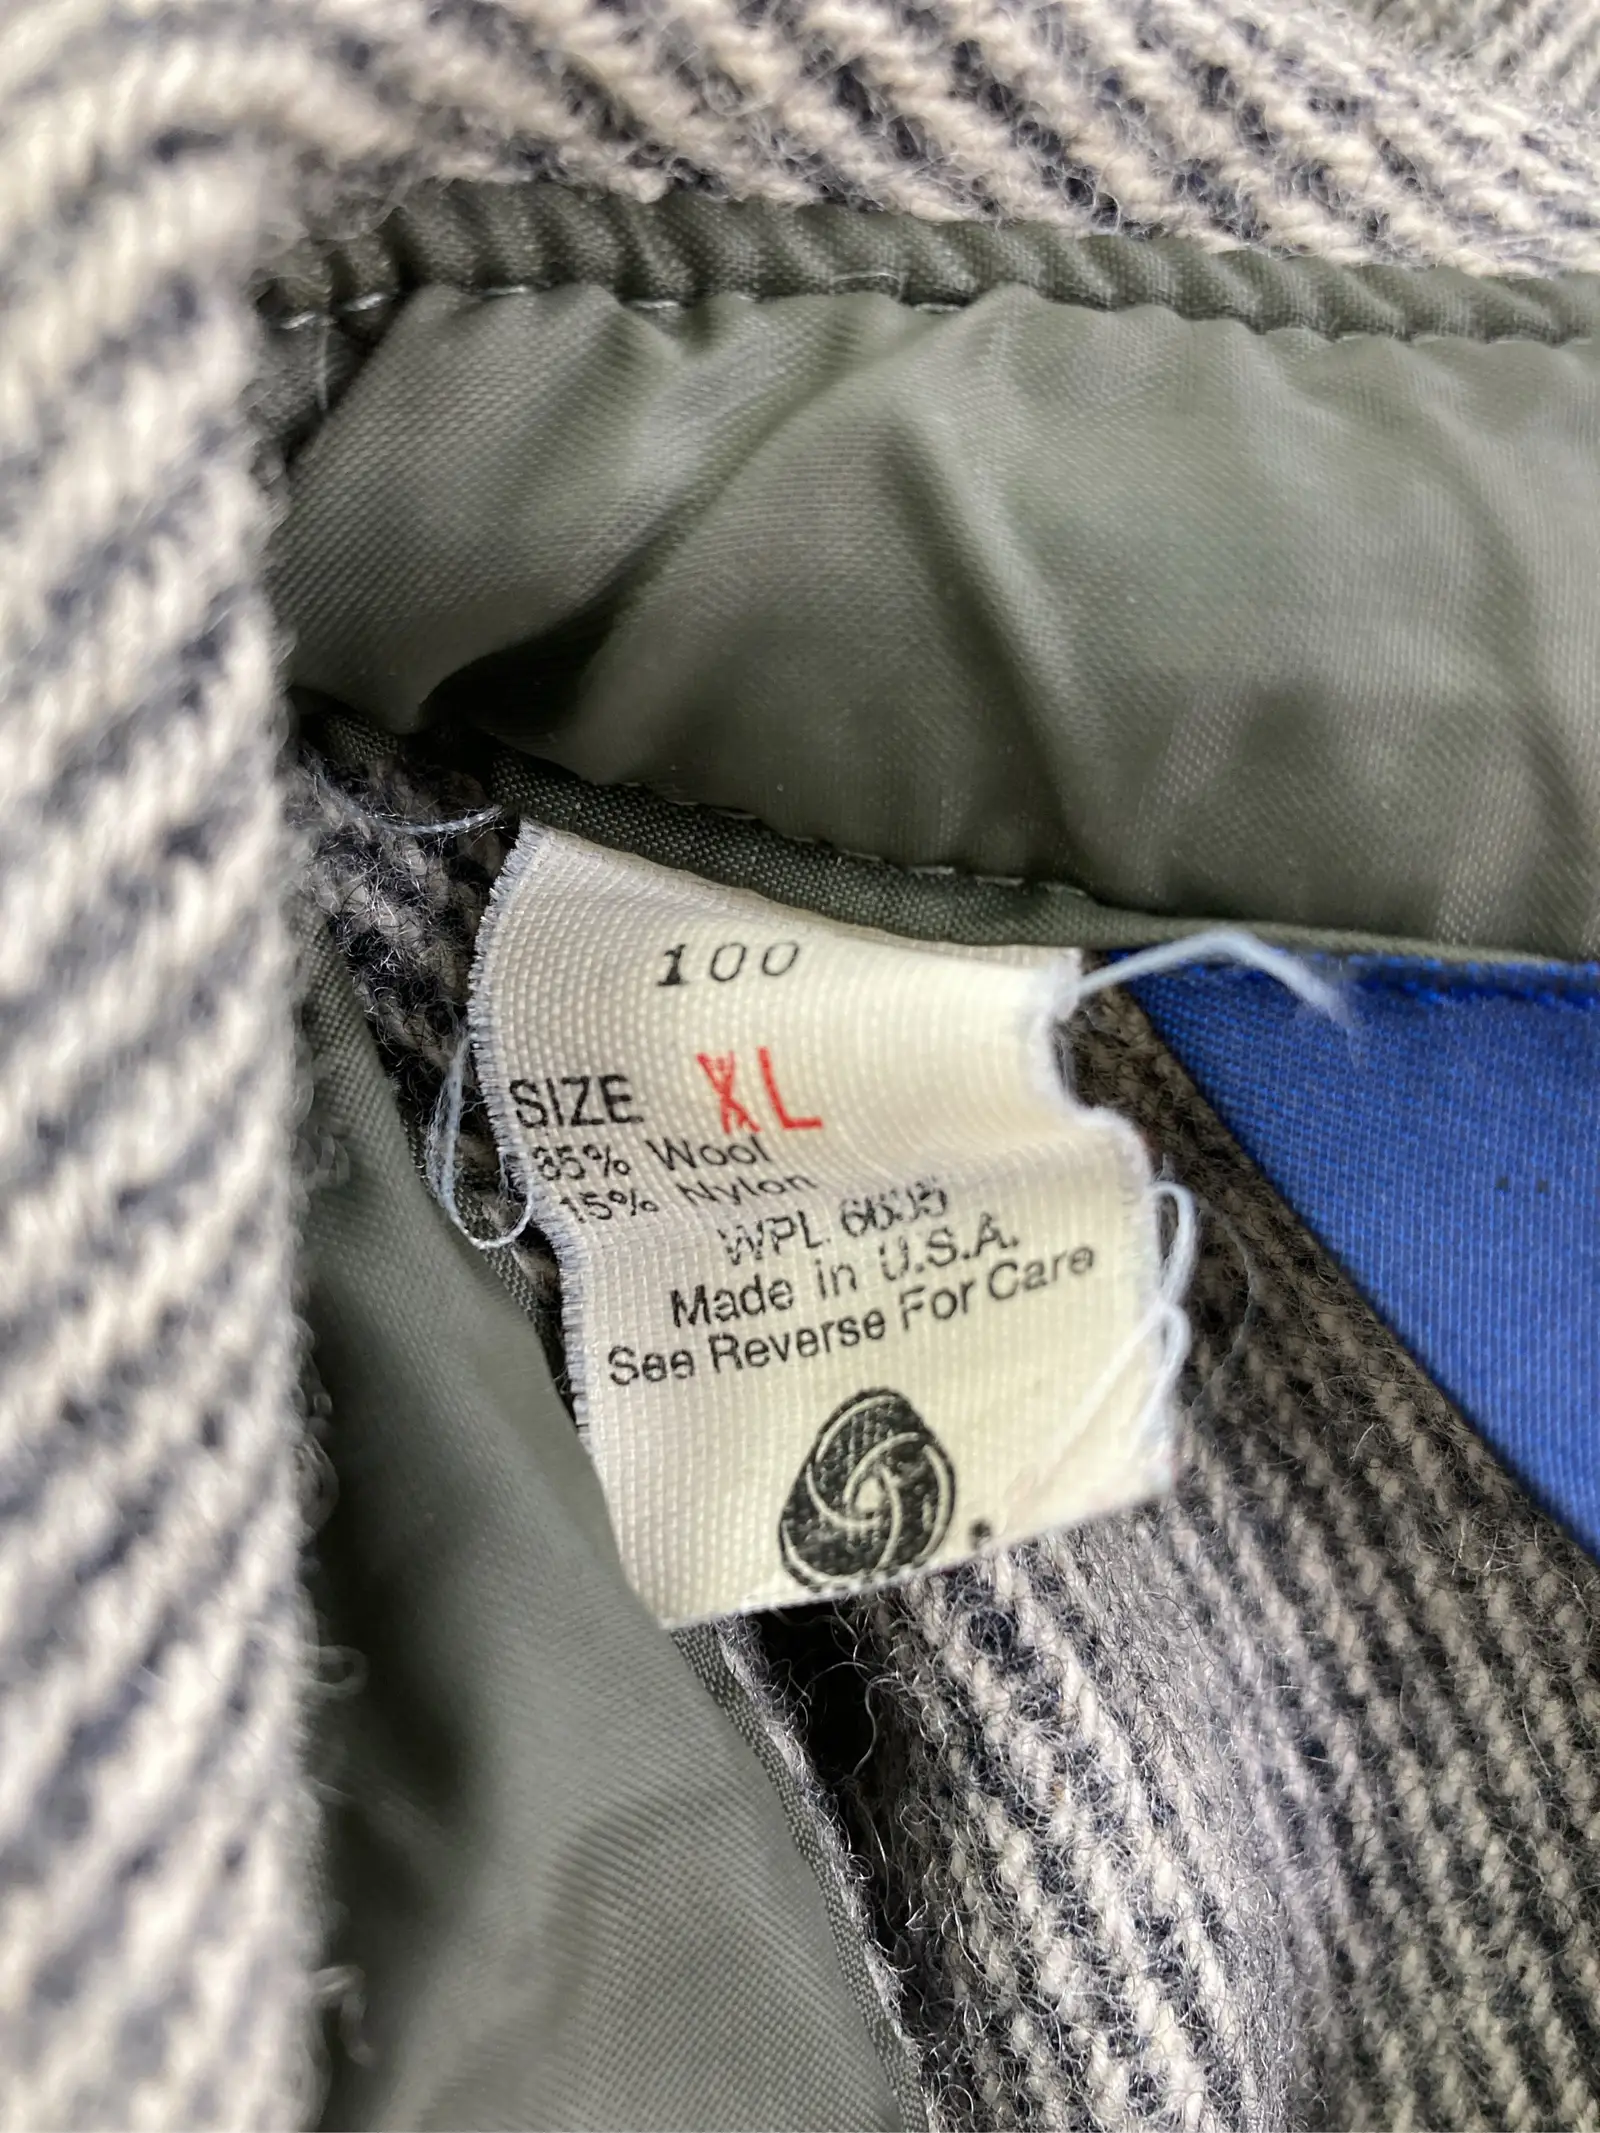 100
SIZE XL
85% Wool
15% Nylon
WPL 6635
Made in U.S.A.
See Reverse For Care